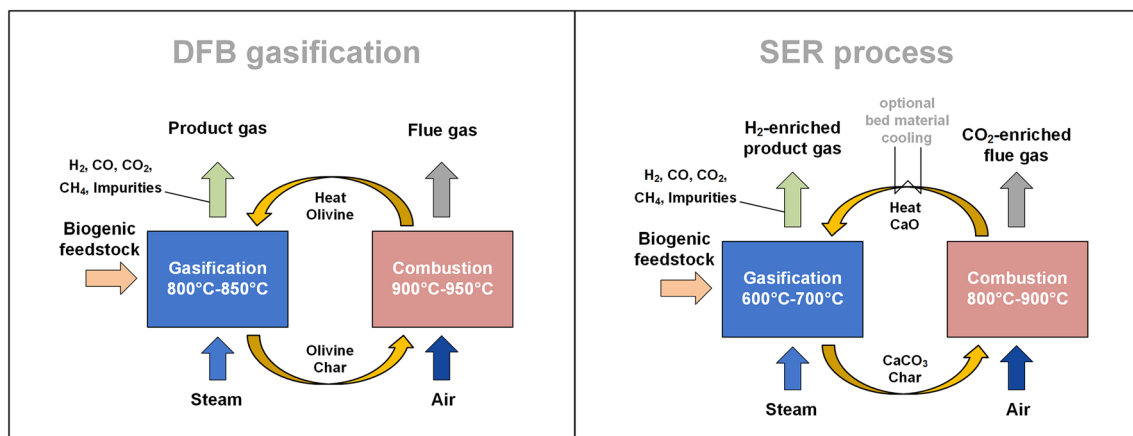 DFB gasification
Product gas
Flue gas
H₂, CO, CO₂,
CH₄, Impurities
Heat
Olivine
Biogenic
feedstock
Gasification
800°C-850°C
Combustion
900°C-950°C
Olivine
Char
Steam
Air
SER process
optional
bed material
cooling
H₂-enriched
product gas
CO₂-enriched
flue gas
H₂, CO, CO₂,
CH₄, Impurities
Heat
CaO
Biogenic
feedstock
Gasification
600°C-700°C
Combustion
800°C-900°C
CaCO₃
Char
Steam
Air